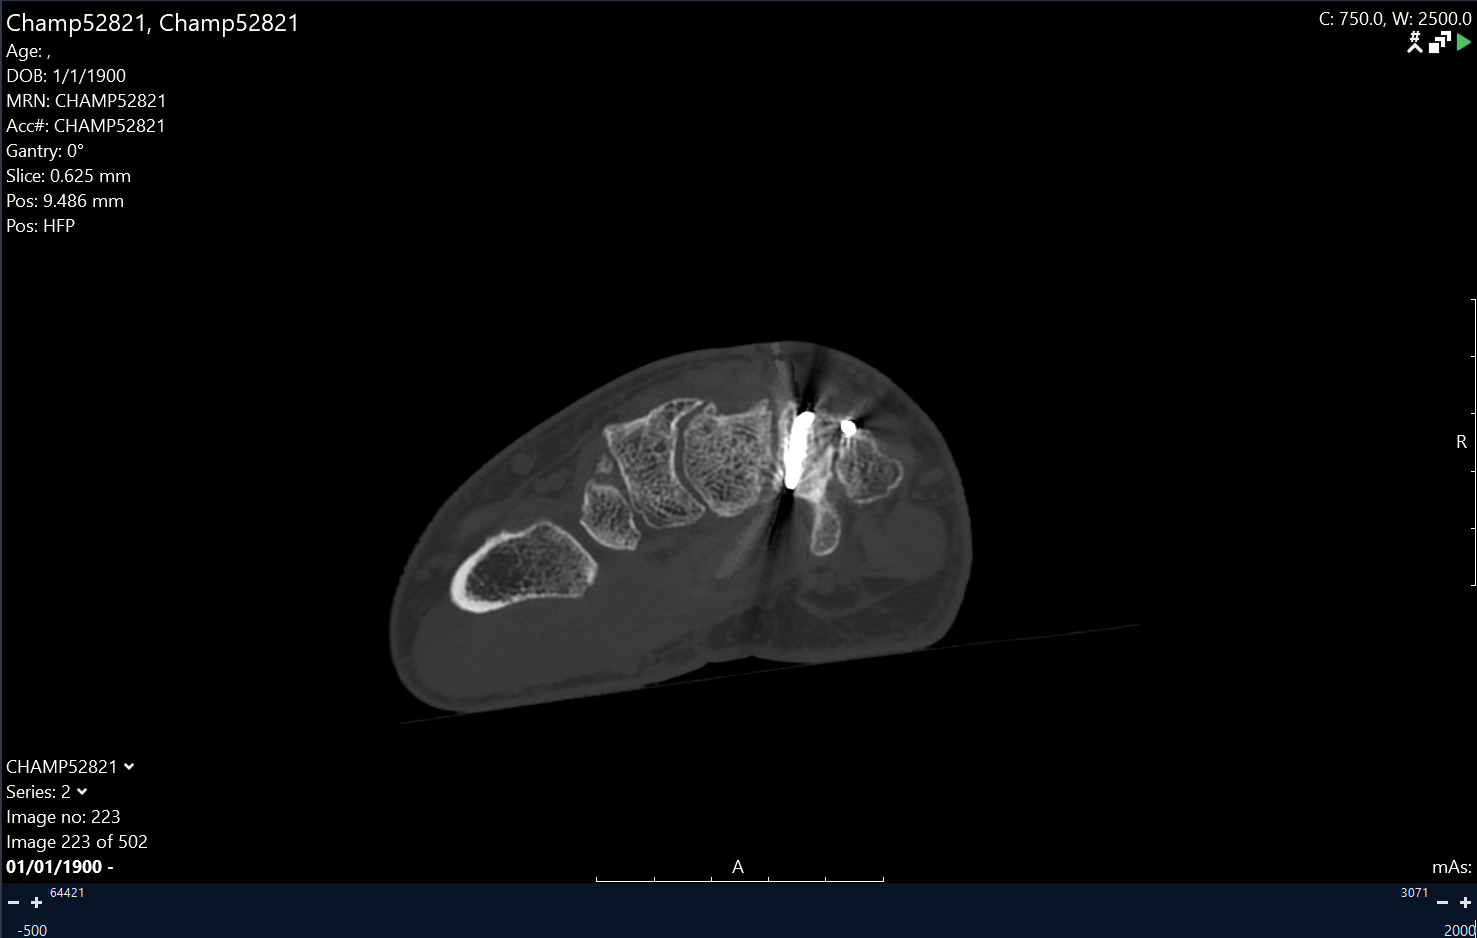 Champ52821, Champ52821
C: 750.0, W: 2500.0
Age: ,
DOB: 1/1/1900
MRN: CHAMP52821
Acc#: CHAMP52821
Gantry: 0°
Slice: 0.625 mm
Pos: 9.486 mm
Pos: HFP
R
CHAMP52821
Series: 2
Image no: 223
Image 223 of 502
01/01/1900 -
A
mAs:
64421
3071
-500
2000